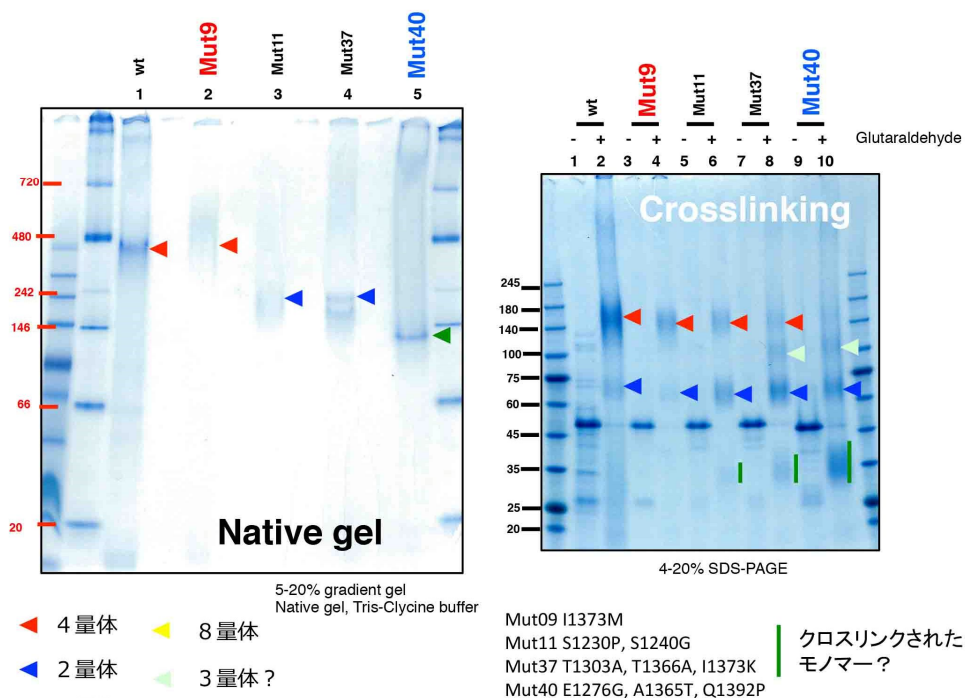 wt
Mut9
Mut11
Mut37
Mut40
1
2
3
4
5
720
480
242
146
66
20
Native gel
5-20% gradient gel
Native gel, Tris-Clycine buffer
wt
Mut9
Mut11
Mut37
Mut40
- + - + - + - + - + Glutaraldehyde
1 2 3 4 5 6 7 8 9 10
Crosslinking
245
180
140
100
75
60
45
35
25
20
4-20% SDS-PAGE
4量体
8量体
2量体
3量体?
Mut09 I1373M
Mut11 S1230P, S1240G
Mut37 T1303A, T1366A, I1373K
Mut40 E1276G, A1365T, Q1392P
クロスリンクされた
モノマー?